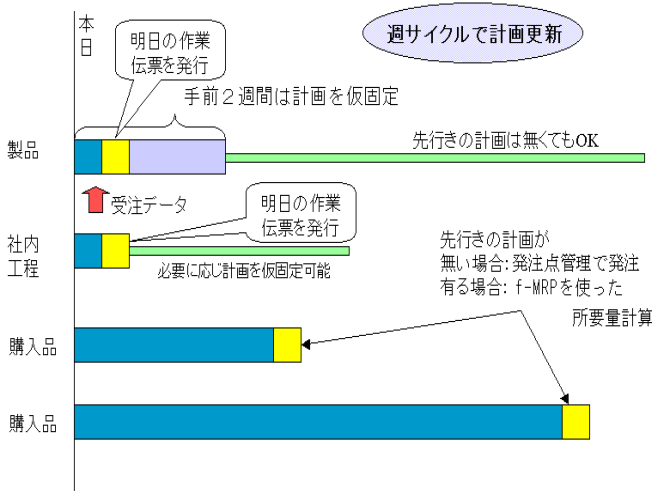 本
日
明日の作業
伝票を発行
週サイクルで計画更新
手前２週間は計画を仮固定
製品
先行きの計画は無くてもOK
受注データ
明日の作業
伝票を発行
社内
工程
必要に応じ計画を仮固定可能
先行きの計画が
無い場合：発注点管理で発注
有る場合：f-MRPを使った
所要量計算
購入品
購入品